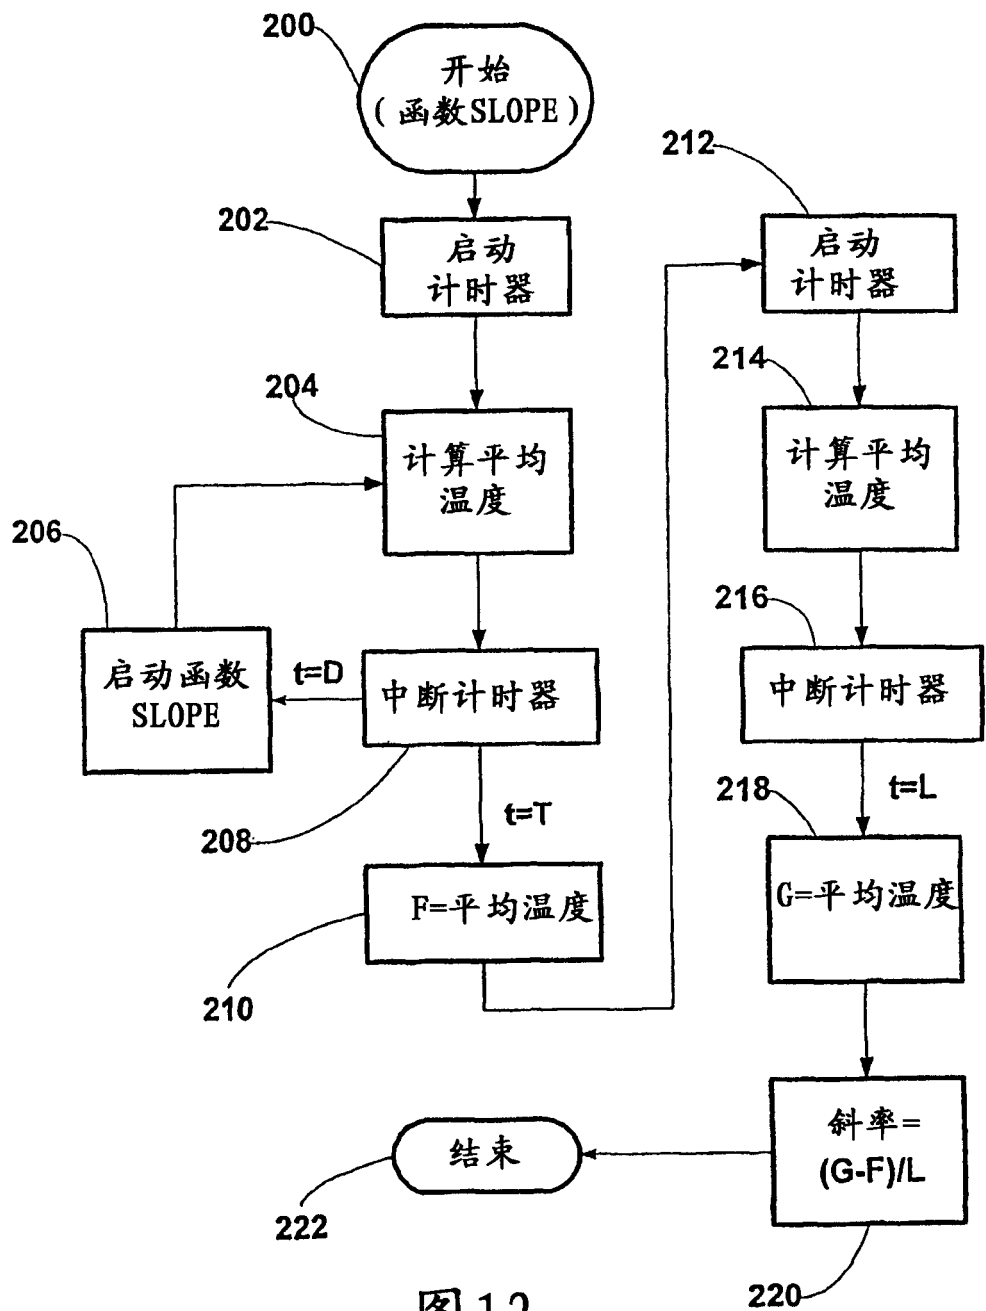 200
开始
(函数SLOPE)
202
启动
计时器
204
计算平均
温度
206
启动函数
SLOPE
t=D
中断计时器
208
t=T
F=平均温度
210
212
启动
计时器
214
计算平均
温度
216
中断计时器
t=L
218
G=平均温度
斜率=
(G-F)/L
220
结束
222
图12